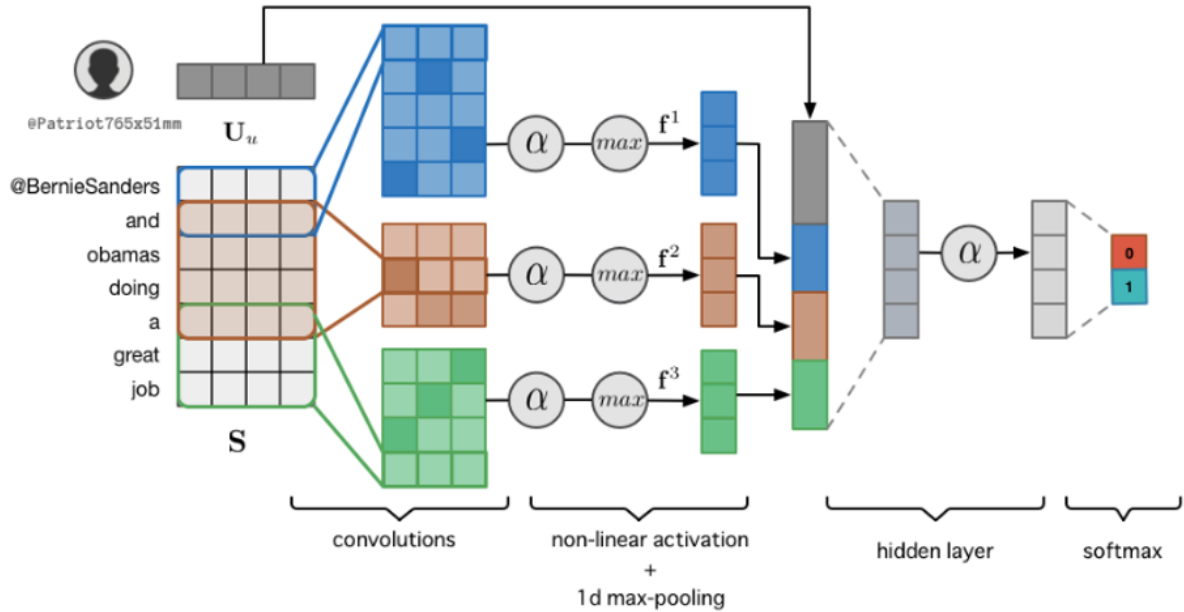 @Patriot765x51mm
U_u
@BernieSanders
and
obamas
doing
a
great
job
S
α
max
f^1
α
max
f^2
α
max
f^3
α
0
1
convolutions
non-linear activation
+
1d max-pooling
hidden layer
softmax